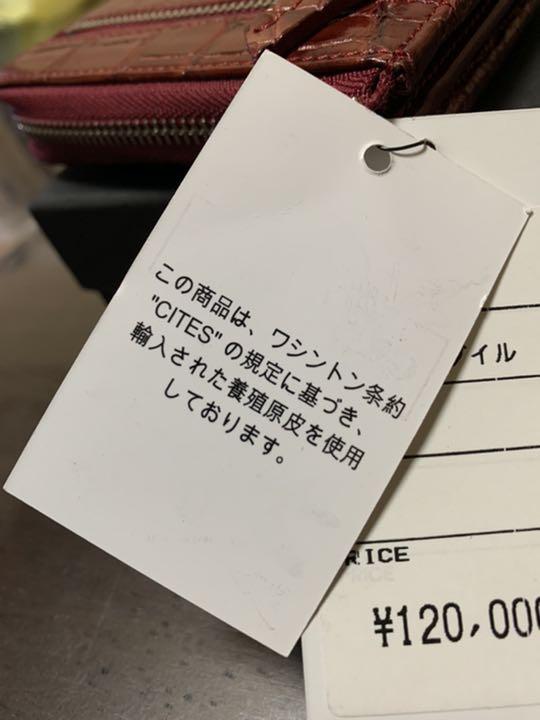 この商品は、ワシントン条約
"CITES" の規定に基づき、
輸入された養殖原皮を使用
しております。
イル
RICE
¥120,000